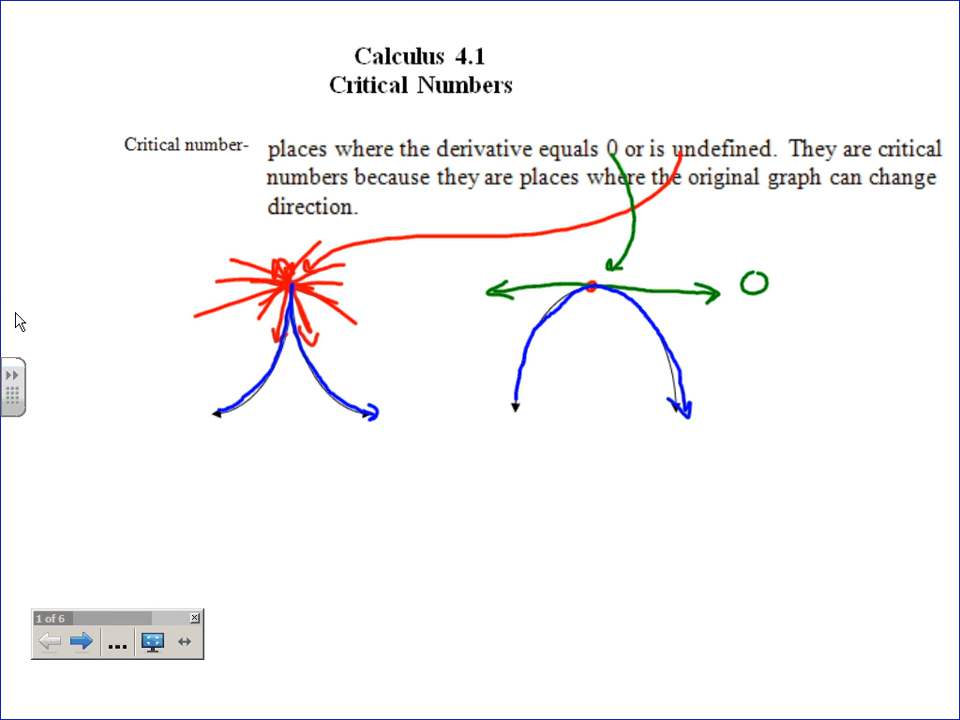 Calculus 4.1
Critical Numbers
Critical number- places where the derivative equals 0 or is undefined. They are critical
numbers because they are places where the original graph can change
direction.
0
1 of 6
...